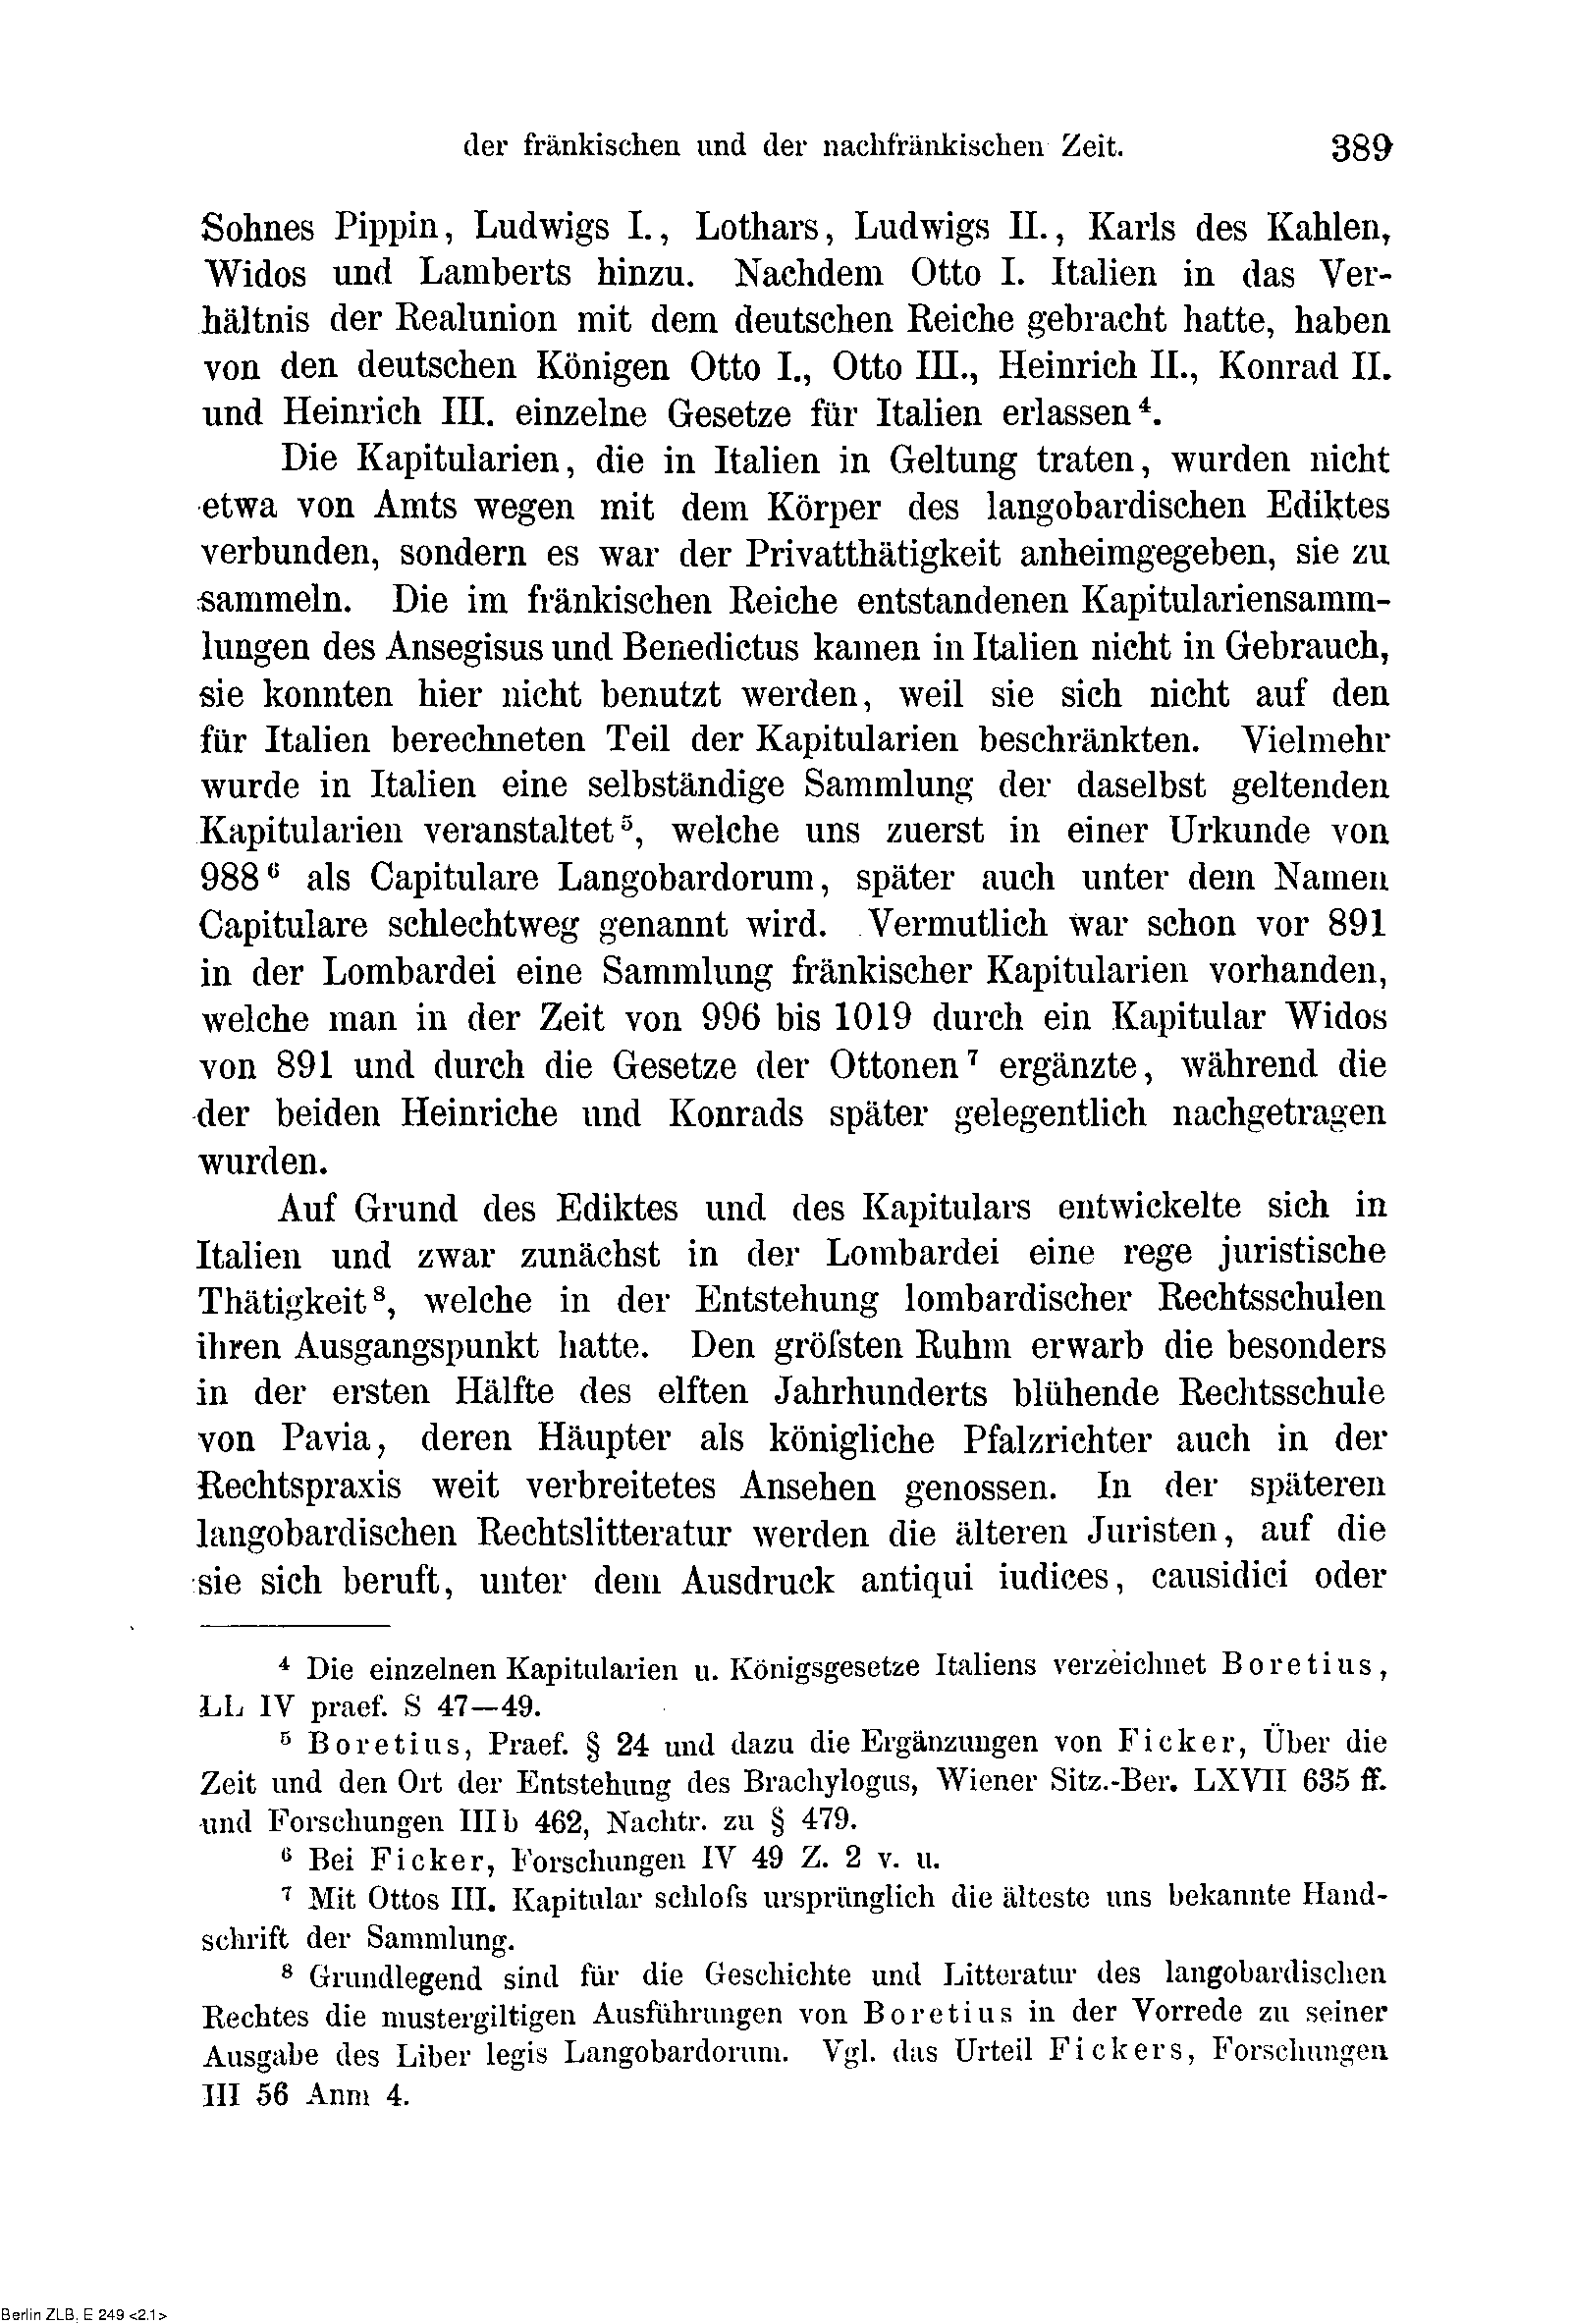 der fränkischen und der nachfränkischen Zeit. 389
Sohnes Pippin, Ludwigs I., Lothars, Ludwigs II., Karls des Kahlen,
Widos und Lamberts hinzu. Nachdem Otto I. Italien in das Ver-
hältnis der Realunion mit dem deutschen Reiche gebracht hatte, haben
von den deutschen Königen Otto I., Otto III., Heinrich II., Konrad II.
und Heinrich III. einzelne Gesetze für Italien erlassen⁴.
Die Kapitularien, die in Italien in Geltung traten, wurden nicht
etwa von Amts wegen mit dem Körper des langobardischen Ediktes
verbunden, sondern es war der Privatthätigkeit anheimgegeben, sie zu
sammeln. Die im fränkischen Reiche entstandenen Kapitulariensamm-
lungen des Ansegisus und Benedictus kamen in Italien nicht in Gebrauch,
sie konnten hier nicht benutzt werden, weil sie sich nicht auf den
für Italien berechneten Teil der Kapitularien beschränkten. Vielmehr
wurde in Italien eine selbständige Sammlung der daselbst geltenden
Kapitularien veranstaltet⁵, welche uns zuerst in einer Urkunde von
988⁶ als Capitulare Langobardorum, später auch unter dem Namen
Capitulare schlechtweg genannt wird. Vermutlich war schon vor 891
in der Lombardei eine Sammlung fränkischer Kapitularien vorhanden,
welche man in der Zeit von 996 bis 1019 durch ein Kapitular Widos
von 891 und durch die Gesetze der Ottonen⁷ ergänzte, während die
der beiden Heinriche und Konrads später gelegentlich nachgetragen
wurden.
Auf Grund des Ediktes und des Kapitulars entwickelte sich in
Italien und zwar zunächst in der Lombardei eine rege juristische
Thätigkeit⁸, welche in der Entstehung lombardischer Rechtsschulen
ihren Ausgangspunkt hatte. Den gröſsten Ruhm erwarb die besonders
in der ersten Hälfte des elften Jahrhunderts blühende Rechtsschule
von Pavia, deren Häupter als königliche Pfalzrichter auch in der
Rechtspraxis weit verbreitetes Ansehen genossen. In der späteren
langobardischen Rechtslitteratur werden die älteren Juristen, auf die
sie sich beruft, unter dem Ausdruck antiqui iudices, causidici oder
⁴ Die einzelnen Kapitularien u. Königsgesetze Italiens verzeichnet Boretius,
LL IV praef. S 47—49.
⁵ Boretius, Praef. § 24 und dazu die Ergänzungen von Ficker, Über die
Zeit und den Ort der Entstehung des Brachylogus, Wiener Sitz.-Ber. LXVII 635 ff.
und Forschungen III b 462, Nachtr. zu § 479.
⁶ Bei Ficker, Forschungen IV 49 Z. 2 v. u.
⁷ Mit Ottos III. Kapitular schloſs ursprünglich die älteste uns bekannte Hand-
schrift der Sammlung.
⁸ Grundlegend sind für die Geschichte und Litteratur des langobardischen
Rechtes die mustergiltigen Ausführungen von Boretius in der Vorrede zu seiner
Ausgabe des Liber legis Langobardorum. Vgl. das Urteil Fickers, Forschungen
III 56 Anm 4.
Berlin ZLB, E 249 <2.1>